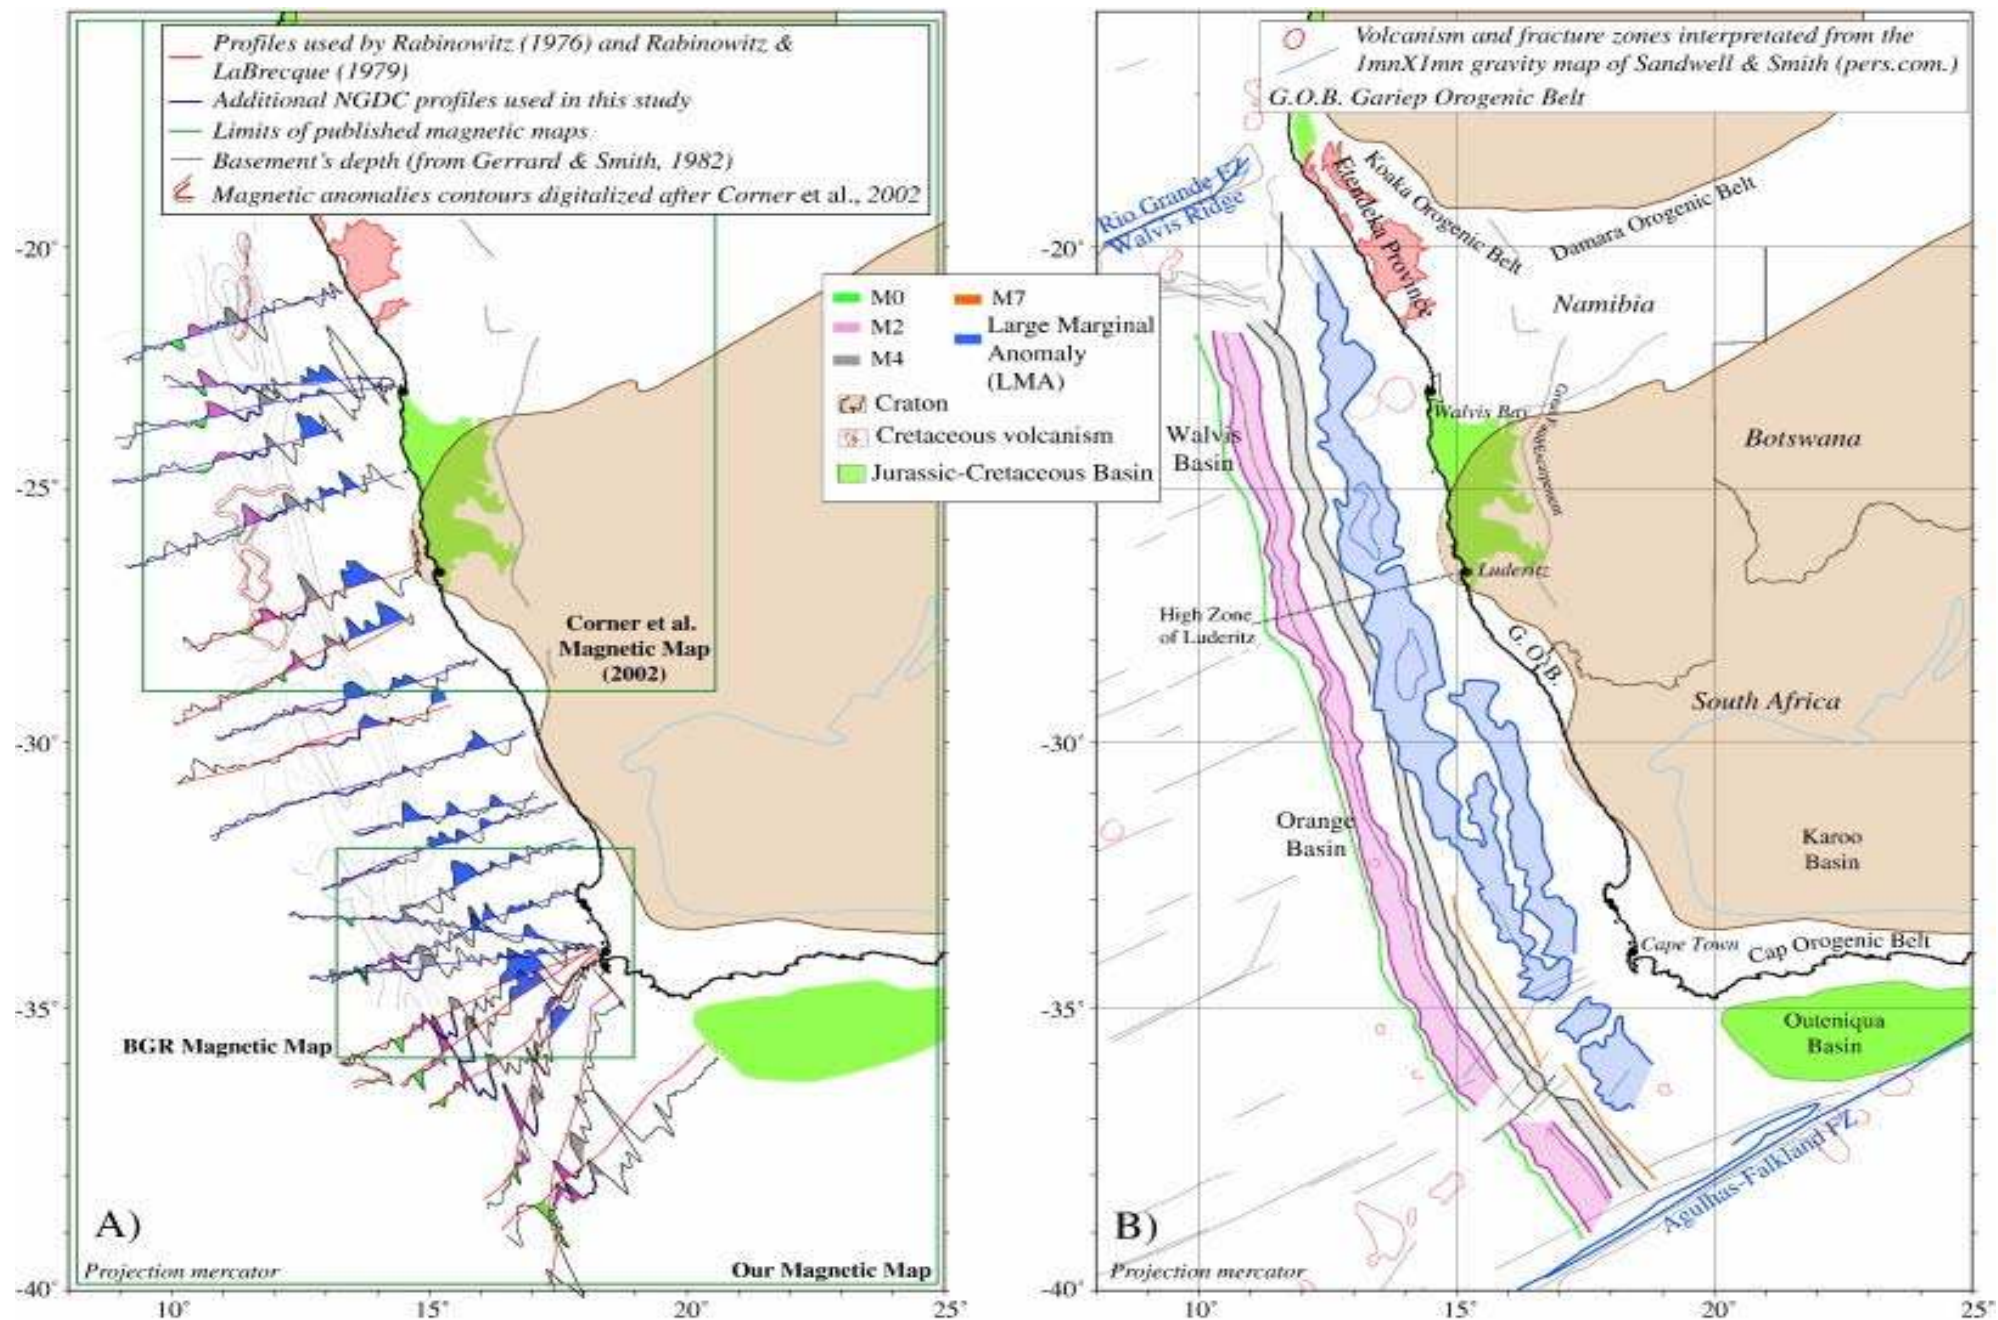 Profiles used by Rabinowitz (1976) and Rabinowitz &
LaBrecque (1979)
Additional NGDC profiles used in this study
Limits of published magnetic maps
Basement's depth (from Gerrard & Smith, 1982)
Magnetic anomalies contours digitalized after Corner et al., 2002
-20°
-25°
-30°
-35°
-40°
10°
15°
20°
25°
Corner et al.
Magnetic Map
(2002)
BGR Magnetic Map
A)
Projection mercator
Our Magnetic Map
M0
M2
M4
M7
Large Marginal
Anomaly
(LMA)
Craton
Cretaceous volcanism
Jurassic-Cretaceous Basin
Volcanism and fracture zones interpretated from the
1mnX1mn gravity map of Sandwell & Smith (pers.com.)
G.O.B. Gariep Orogenic Belt
Rio Grande FZ
Walvis Ridge
Etendeka Province
Koaka Orogenic Belt
Damara Orogenic Belt
Namibia
Walvis Bay
Botswana
Walvis
Basin
Luderitz
High Zone
of Luderitz
G.O.B.
South Africa
Orange
Basin
Karoo
Basin
Cape Town
Cap Orogenic Belt
Outeniqua
Basin
Agulhas-Falkland FZ
B)
Projection mercator
-20°
-25°
-30°
-35°
-40°
10°
15°
20°
25°